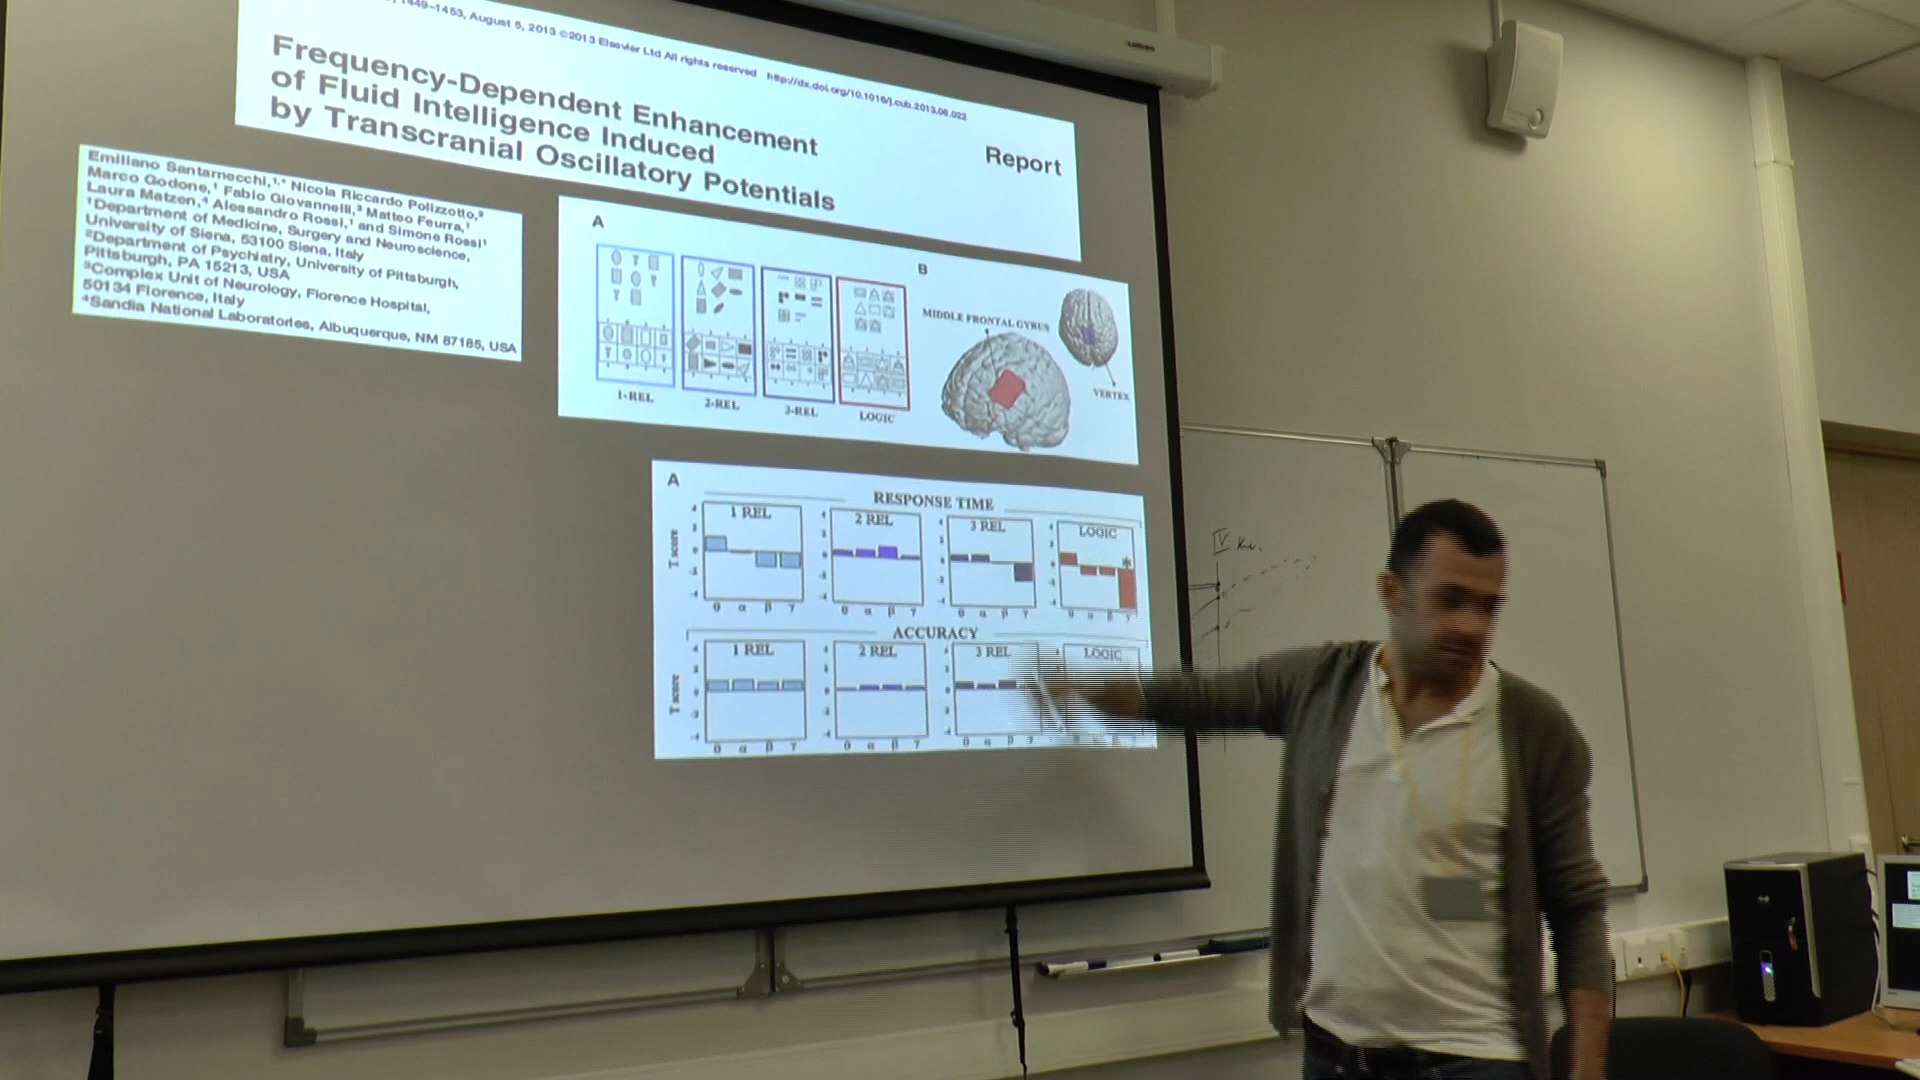 1449–1453, August 5, 2013 ©2013 Elsevier Ltd All rights reserved http://dx.doi.org/10.1016/j.cub.2013.06.022
Frequency-Dependent Enhancement
of Fluid Intelligence Induced
by Transcranial Oscillatory Potentials
Report
Emiliano Santarnecchi,¹,* Nicola Riccardo Polizzotto,²
Marco Godone,¹ Fabio Giovannelli,³ Matteo Feurra,¹
Laura Matzen,⁴ Alessandro Rossi,¹ and Simone Rossi¹
¹Department of Medicine, Surgery and Neuroscience,
University of Siena, 53100 Siena, Italy
²Department of Psychiatry, University of Pittsburgh,
Pittsburgh, PA 15213, USA
³Complex Unit of Neurology, Florence Hospital,
50134 Florence, Italy
⁴Sandia National Laboratories, Albuquerque, NM 87185, USA
A
1-REL 2-REL 3-REL LOGIC
B
MIDDLE FRONTAL GYRUS
VERTEX
A
RESPONSE TIME
1 REL 2 REL 3 REL LOGIC
T score
*
θ α β γ θ α β γ θ α β γ θ α β γ
ACCURACY
1 REL 2 REL 3 REL LOGIC
T score
θ α β γ θ α β γ θ α β γ